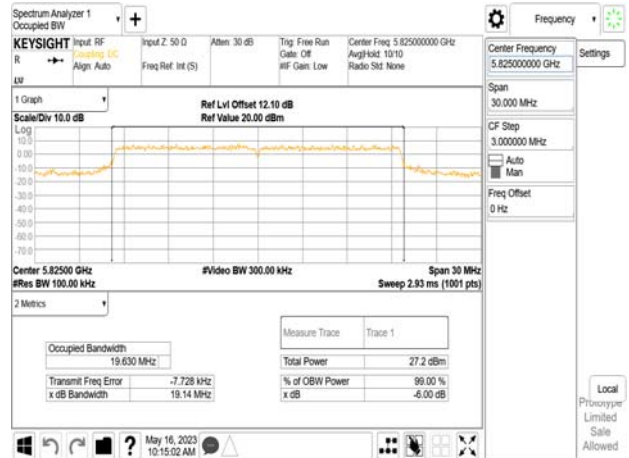 Spectrum Analyzer 1
Occupied BW
Frequency
KEYSIGHT
R
LXI
Input: RF
Coupling: DC
Align: Auto
Input Z: 50 Ω
Freq Ref: Int (S)
Atten: 30 dB
Trig: Free Run
Gate: Off
#IF Gain: Low
Center Freq: 5.825000000 GHz
Avg|Hold: 10/10
Radio Std: None
1 Graph
Scale/Div 10.0 dB
Ref Lvl Offset 12.10 dB
Ref Value 20.00 dBm
Log
10.0
0.00
-10.0
-20.0
-30.0
-40.0
-50.0
-60.0
-70.0
Center 5.82500 GHz
#Res BW 100.00 kHz
#Video BW 300.00 kHz
Span 30 MHz
Sweep 2.93 ms (1001 pts)
2 Metrics
Measure Trace
Trace 1
Occupied Bandwidth
19.630 MHz
Total Power
27.2 dBm
Transmit Freq Error
-7.728 kHz
% of OBW Power
99.00 %
x dB Bandwidth
19.14 MHz
x dB
-6.00 dB
Center Frequency
5.825000000 GHz
Settings
Span
30.000 MHz
CF Step
3.000000 MHz
Auto
Man
Freq Offset
0 Hz
Local
Prototype
Limited
Sale
Allowed
May 16, 2023
10:15:02 AM